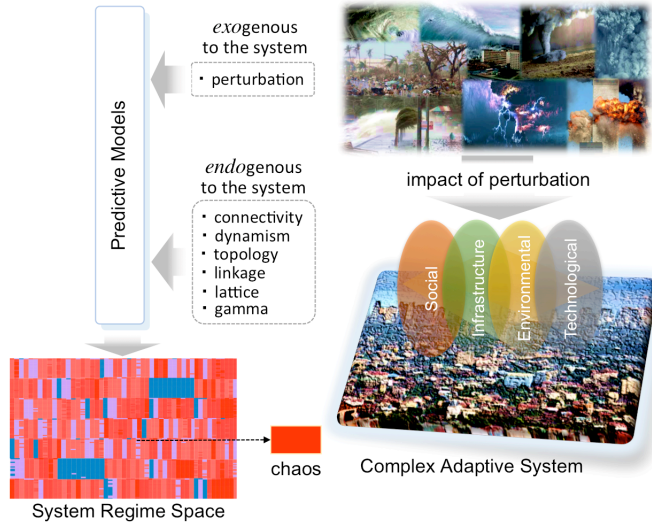 exogenous
to the system
· perturbation
Predictive Models
endogenous
to the system
· connectivity
· dynamism
· topology
· linkage
· lattice
· gamma
impact of perturbation
Social
Infrastructure
Environmental
Technological
chaos
Complex Adaptive System
System Regime Space